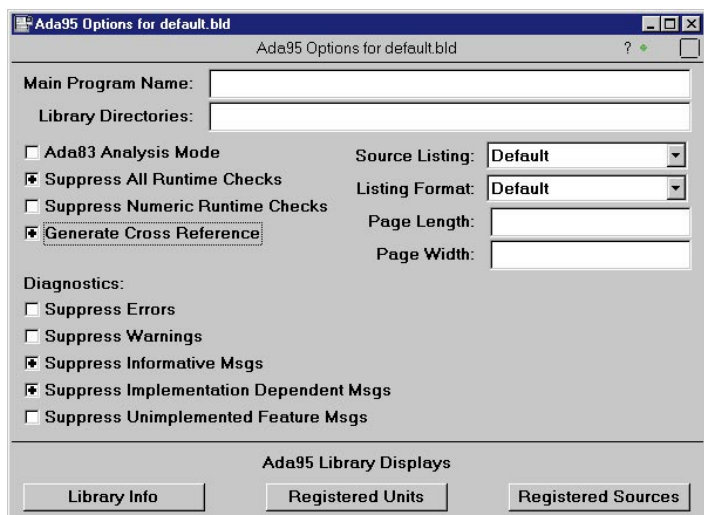 Ada95 Options for default.bld
Ada95 Options for default.bld ?
Main Program Name:
Library Directories:
Ada83 Analysis Mode
Suppress All Runtime Checks
Suppress Numeric Runtime Checks
Generate Cross Reference
Source Listing: Default
Listing Format: Default
Page Length:
Page Width:
Diagnostics:
Suppress Errors
Suppress Warnings
Suppress Informative Msgs
Suppress Implementation Dependent Msgs
Suppress Unimplemented Feature Msgs
Ada95 Library Displays
Library Info Registered Units Registered Sources